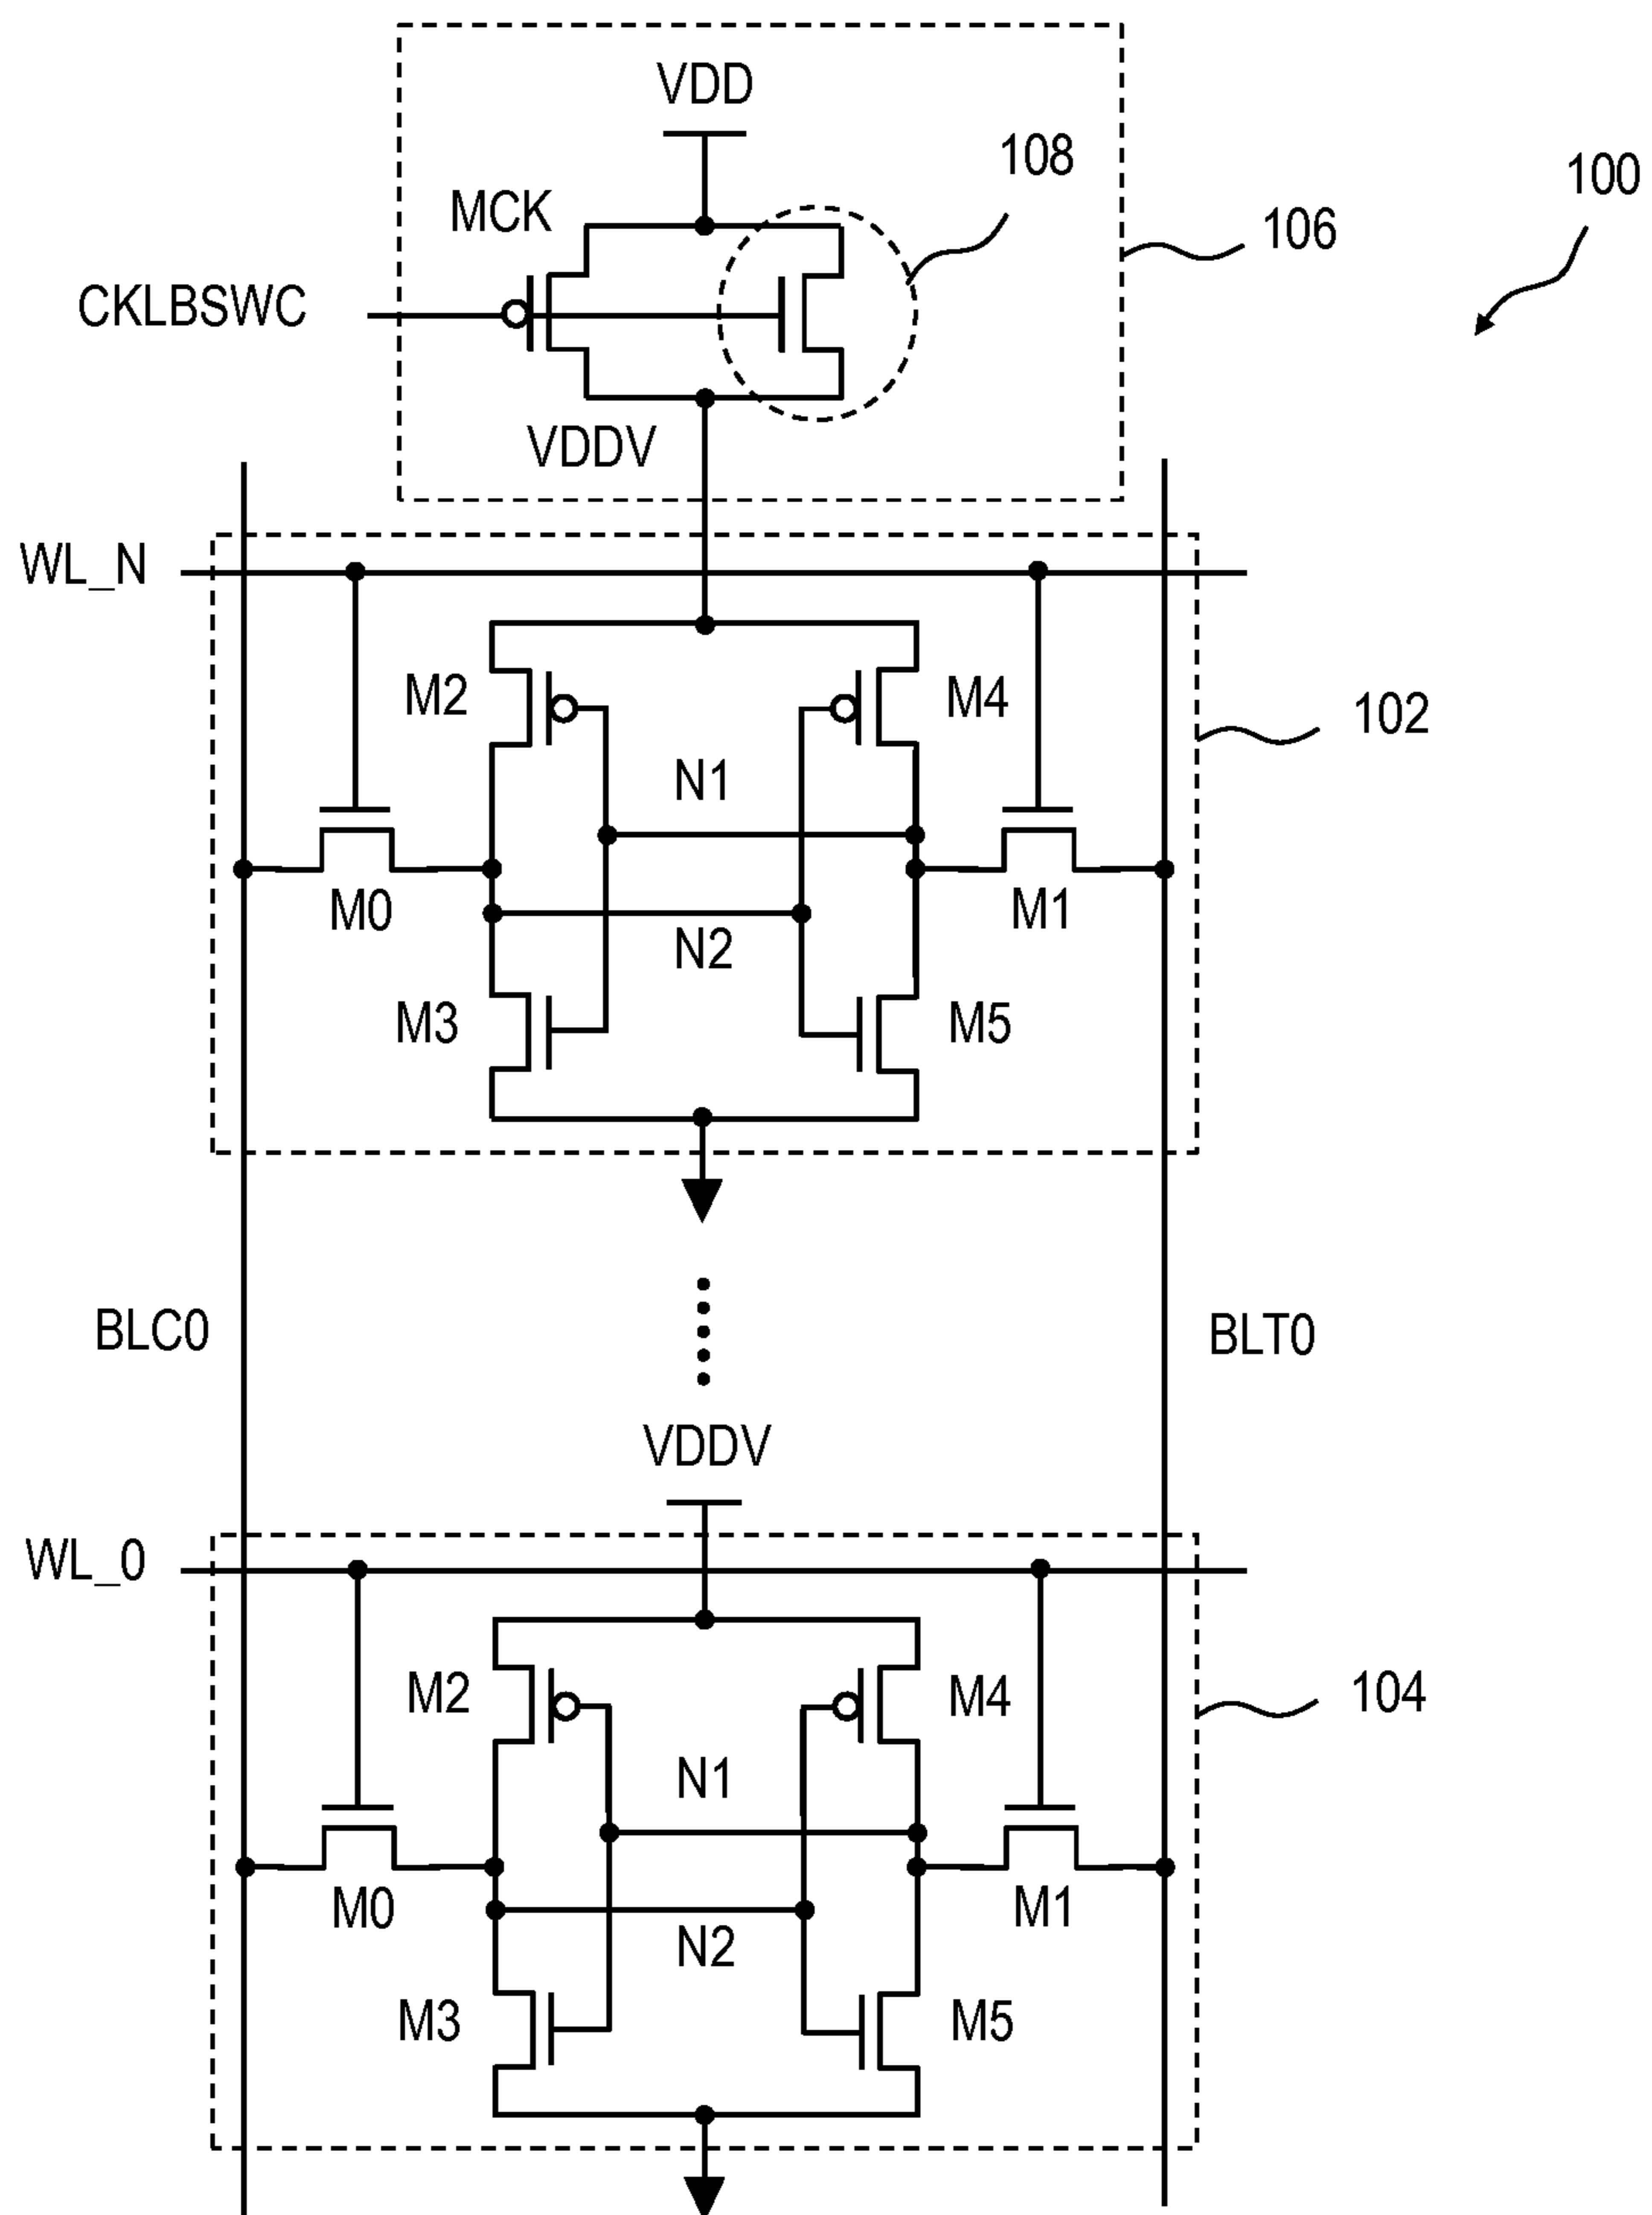 VDD
108
100
MCK
106
CKLBSWC
VDDV
WL_N
M2
M4
102
N1
M0
M1
N2
M3
M5
BLC0
BLT0
VDDV
WL_0
M2
M4
104
N1
M0
M1
N2
M3
M5